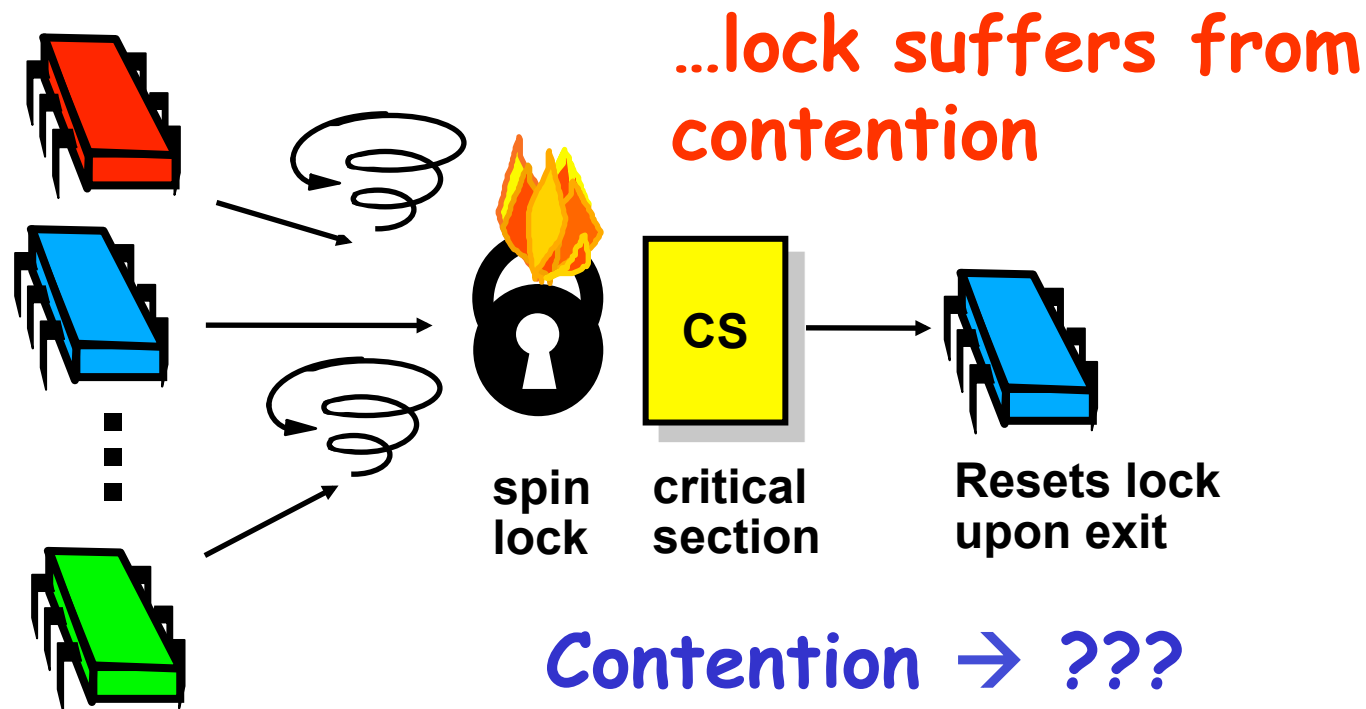 …lock suffers from
contention
CS
spin
lock
critical
section
Resets lock
upon exit
Contention → ???